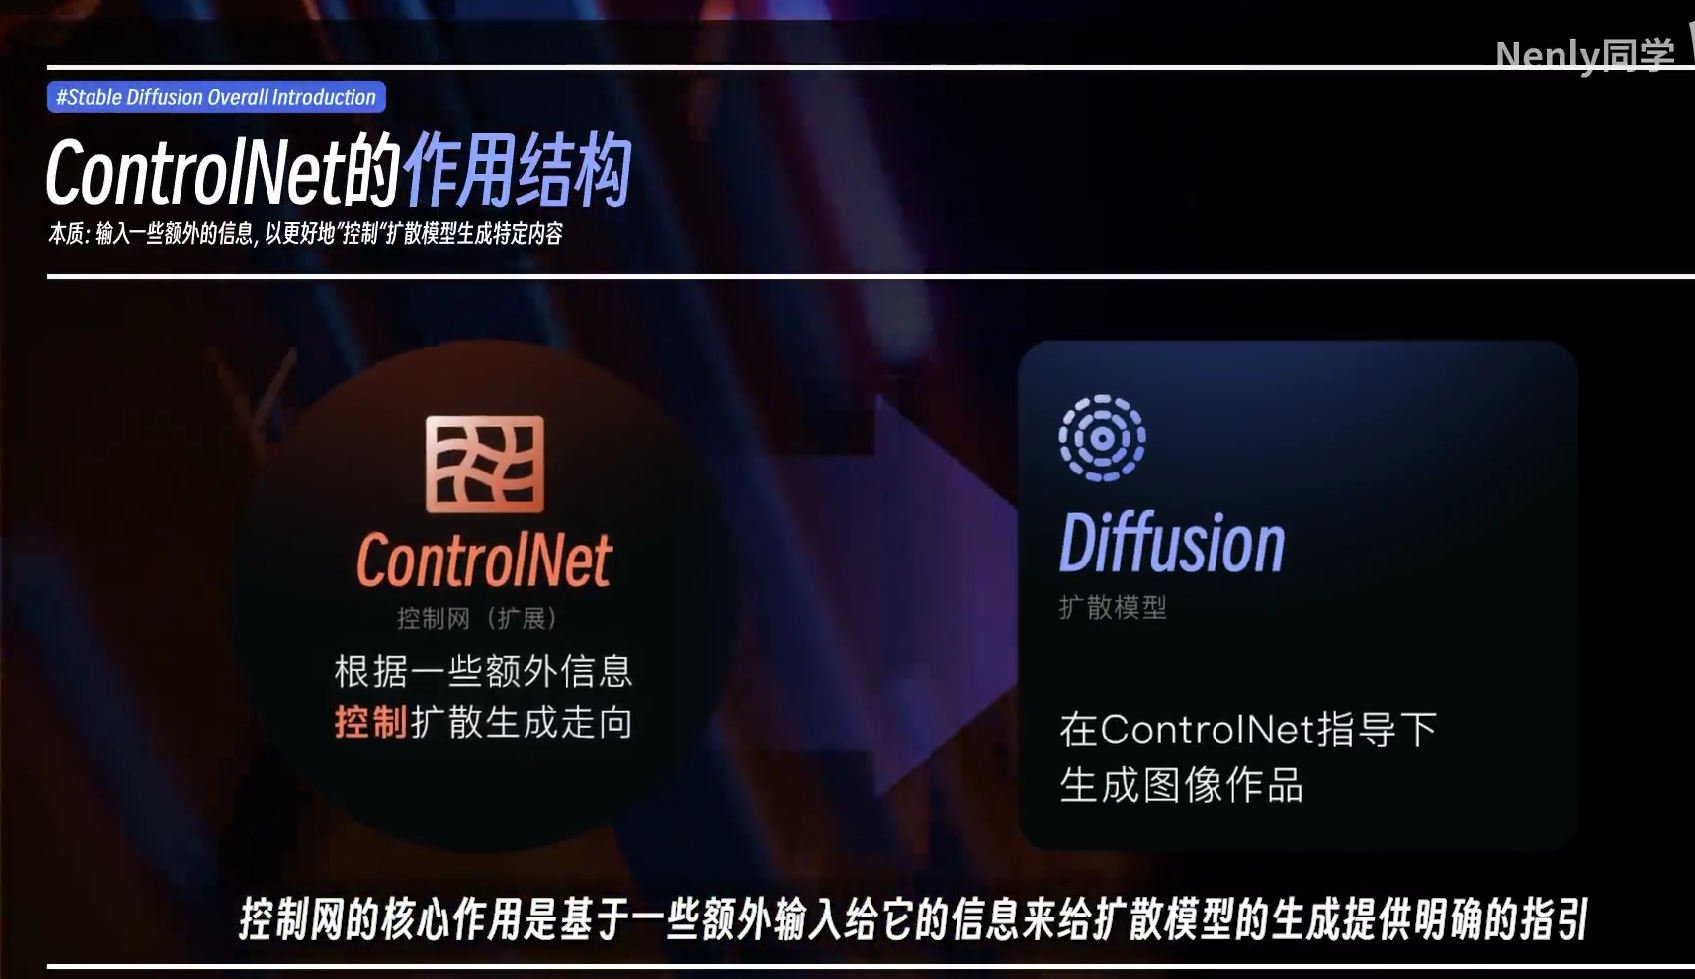 Nenly同学
#Stable Diffusion Overall Introduction
ControlNet的作用结构
本质: 输入一些额外的信息, 以更好地"控制"扩散模型生成特定内容
ControlNet
控制网（扩展）
根据一些额外信息
控制扩散生成走向
Diffusion
扩散模型
在ControlNet指导下
生成图像作品
控制网的核心作用是基于一些额外输入给它的信息来给扩散模型的生成提供明确的指引